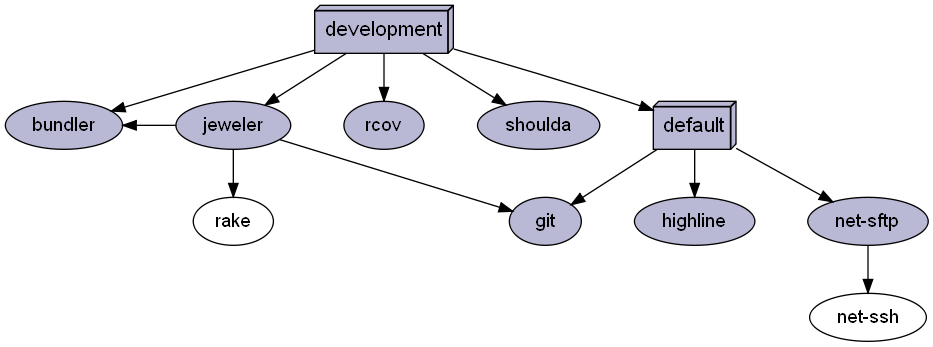 development
bundler
jeweler
rcov
shoulda
default
rake
git
highline
net-sftp
net-ssh